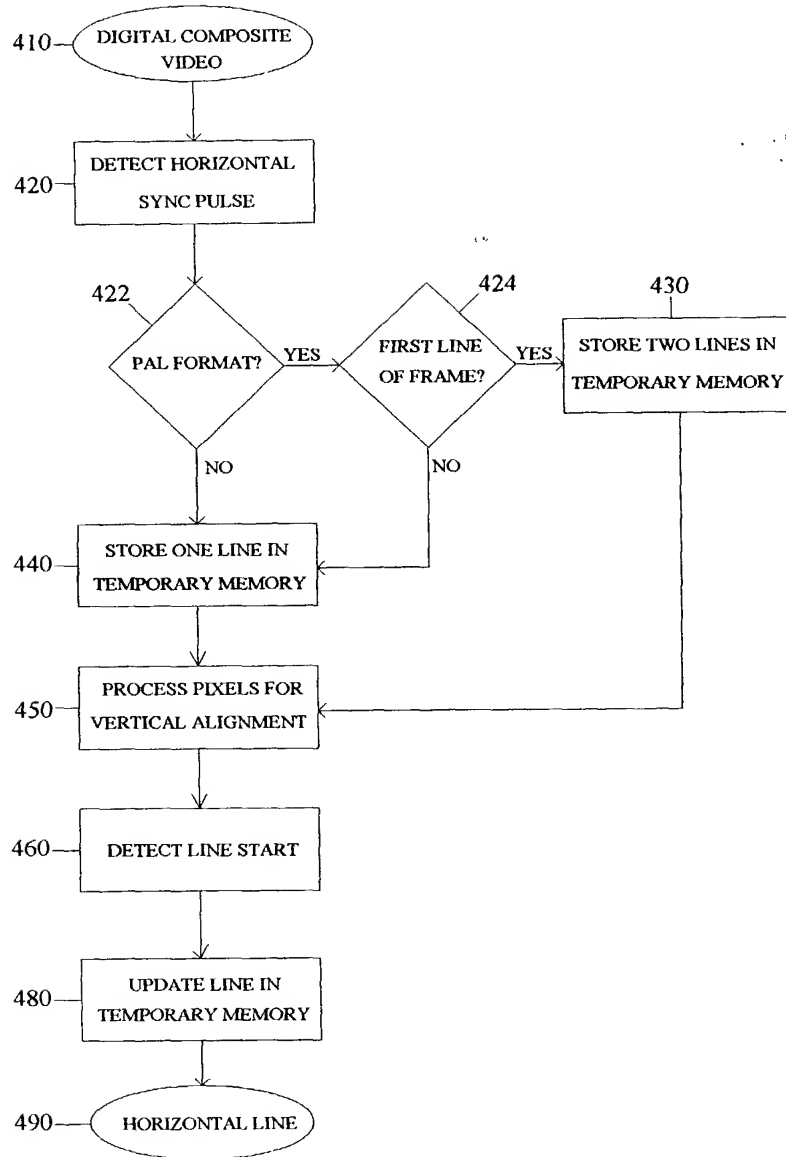 410
DIGITAL COMPOSITE
VIDEO
420
DETECT HORIZONTAL
SYNC PULSE
422
PAL FORMAT?
YES
NO
424
FIRST LINE
OF FRAME?
YES
NO
430
STORE TWO LINES IN
TEMPORARY MEMORY
440
STORE ONE LINE IN
TEMPORARY MEMORY
450
PROCESS PIXELS FOR
VERTICAL ALIGNMENT
460
DETECT LINE START
480
UPDATE LINE IN
TEMPORARY MEMORY
490
HORIZONTAL LINE